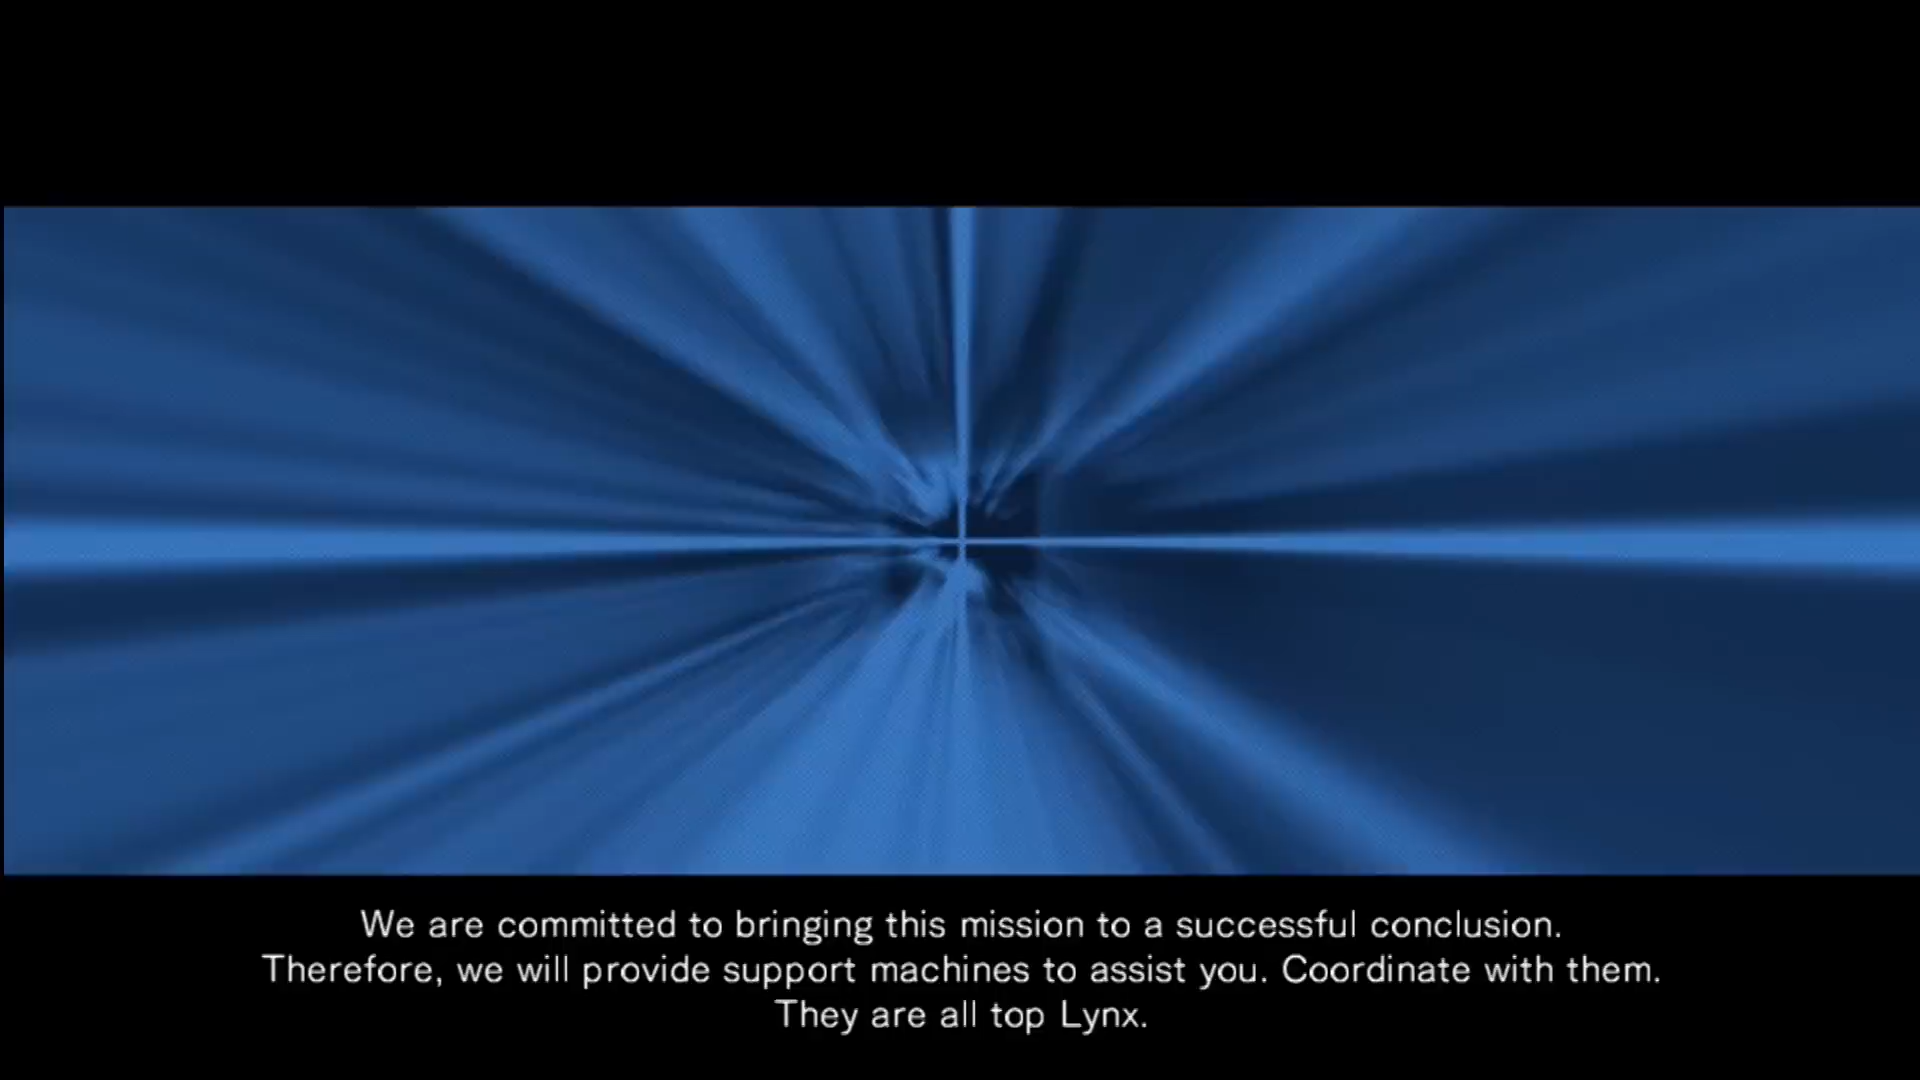 We are committed to bringing this mission to a successful conclusion.
Therefore, we will provide support machines to assist you. Coordinate with them.
They are all top Lynx.